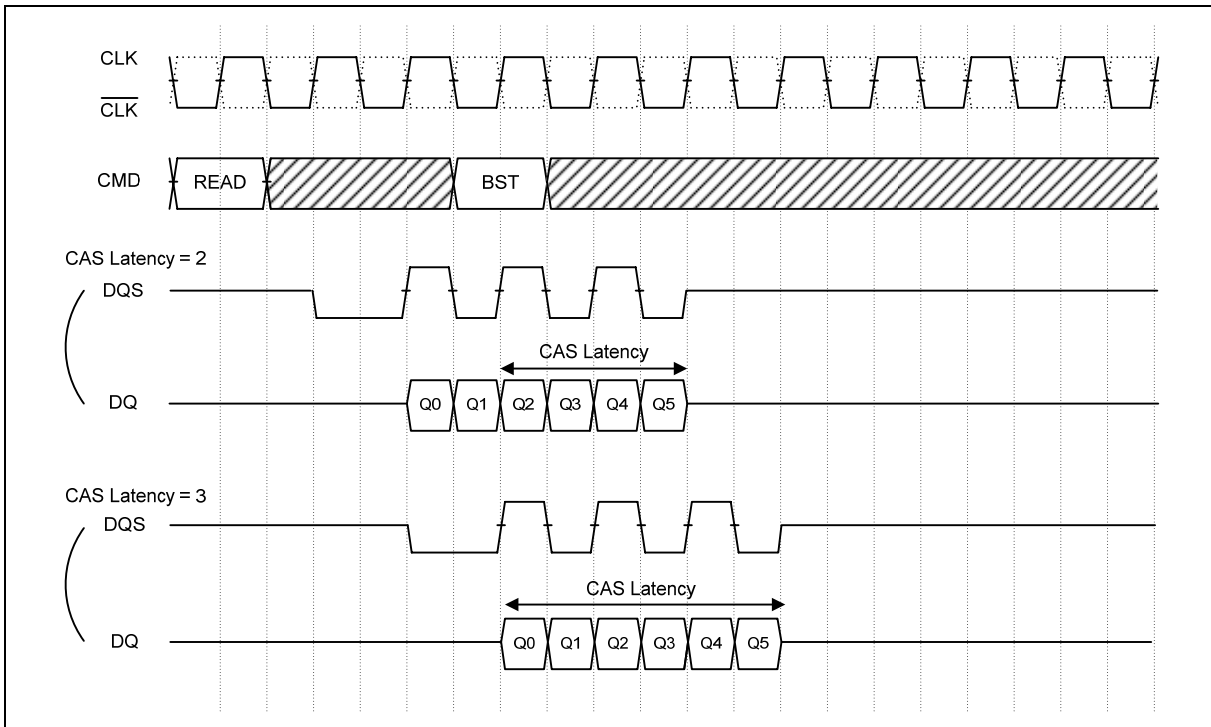 CLK
C̅L̅K̅
CMD READ BST
CAS Latency = 2
DQS
CAS Latency
DQ Q0 Q1 Q2 Q3 Q4 Q5
CAS Latency = 3
DQS
CAS Latency
DQ Q0 Q1 Q2 Q3 Q4 Q5